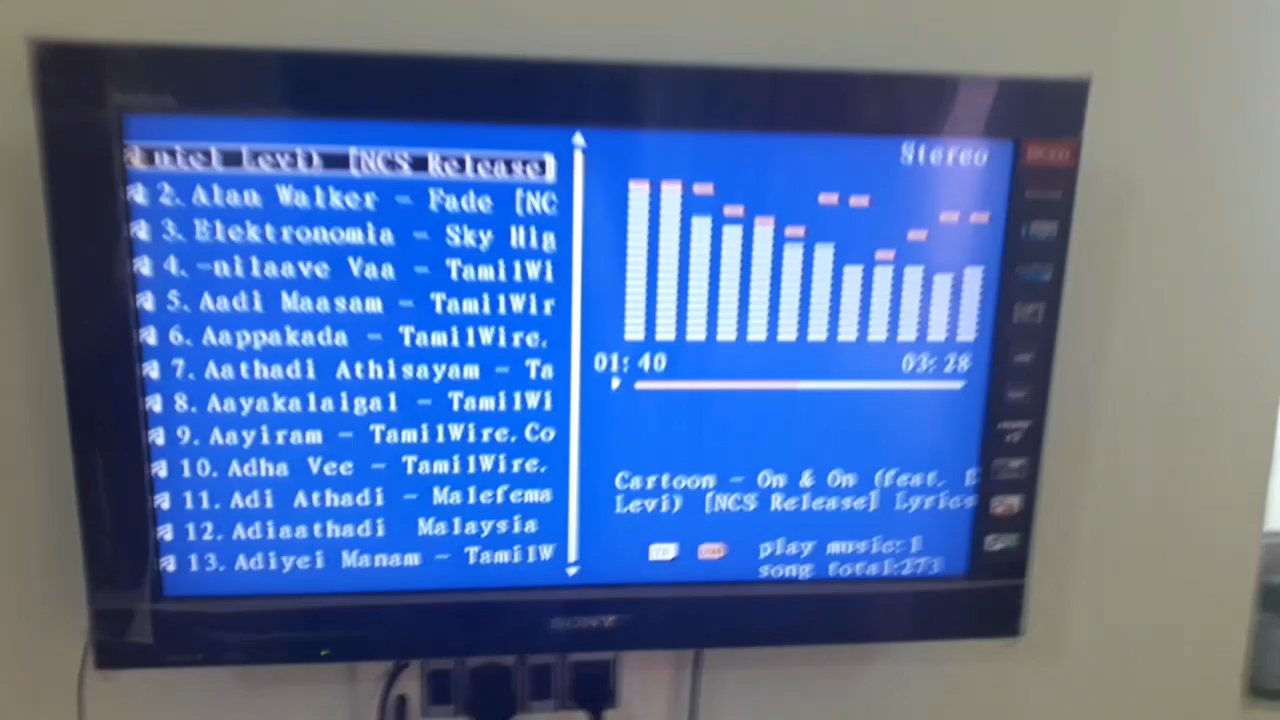 niel Levi) [NCS Release]
2. Alan Walker - Fade [NC
3. Elektronomia - Sky Hig
4. -nilaave Vaa - TamilWi
5. Aadi Maasam - TamilWir
6. Aappakada - TamilWire.
7. Aathadi Athisayam - Ta
8. Aayakalaigal - TamilWi
9. Aayiram - TamilWire.Co
10. Adha Vee - TamilWire.
11. Adi Athadi - Malefema
12. Adiaathadi Malaysia
13. Adiyei Manam - TamilW
Stereo
01:40 03:28
Cartoon - On & On (feat.
Levi) [NCS Release] Lyrics
play music:1
song total:273
SONY